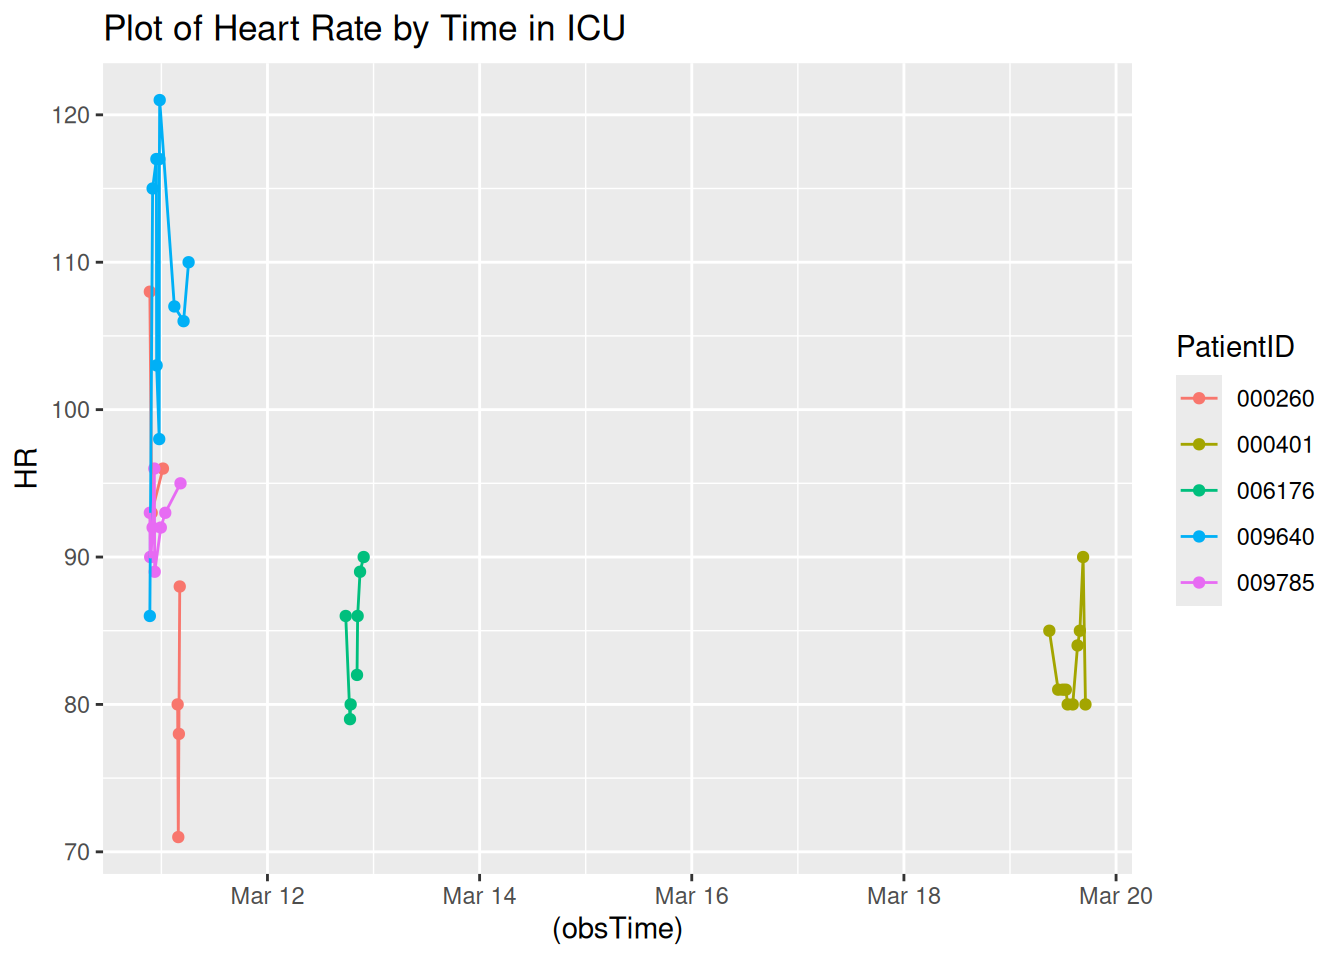 Plot of Heart Rate by Time in ICU
120
110
100
90
80
70
HR
Mar 12
Mar 14
Mar 16
Mar 18
Mar 20
(obsTime)
PatientID
000260
000401
006176
009640
009785